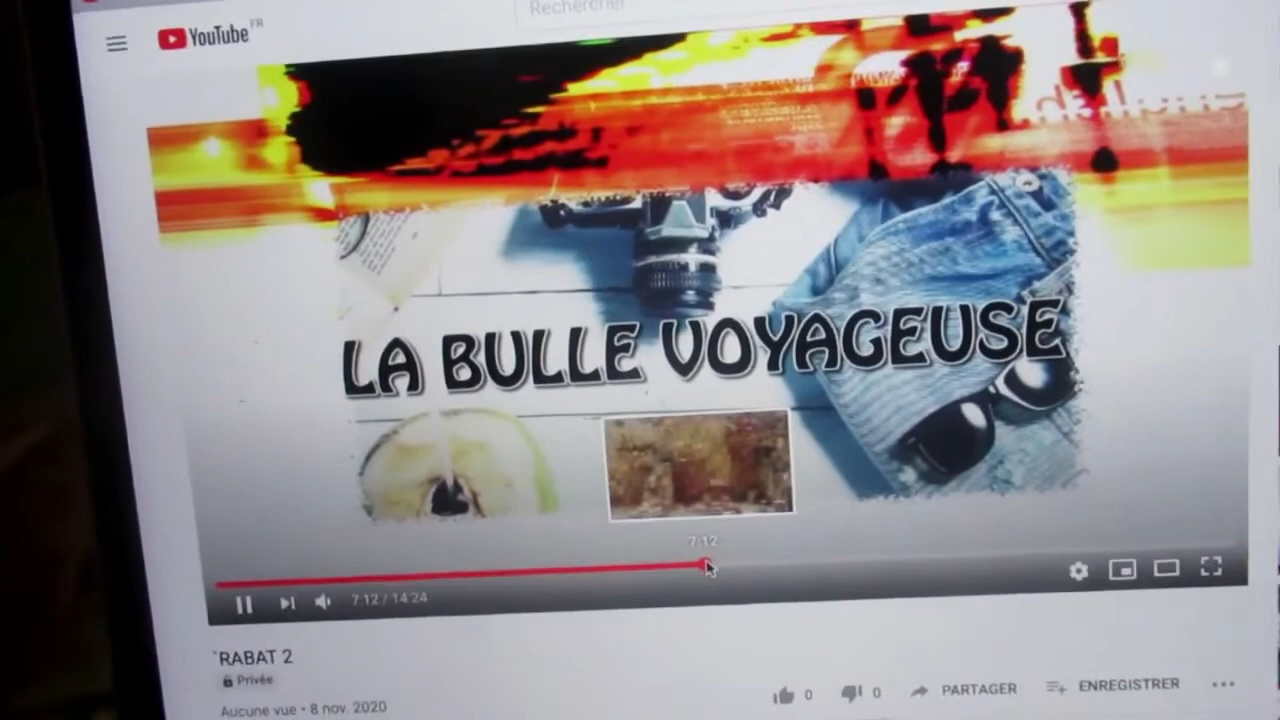 Rechercher
YouTube FR
LA BULLE VOYAGEUSE
7:12
7:12 / 14:24
RABAT 2
Privée
0 0 PARTAGER ENREGISTRER
Aucune vue • 8 nov. 2020